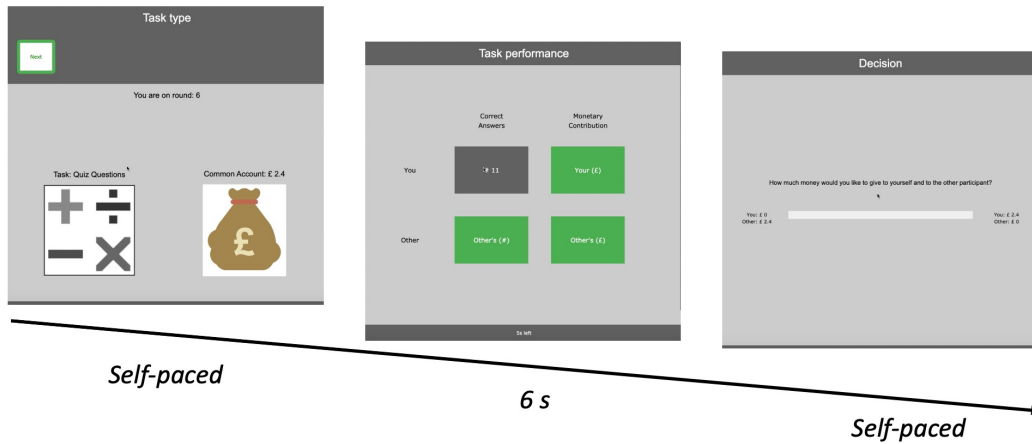 Task type
Next
You are on round: 6
Task: Quiz Questions
Common Account: £ 2.4
£
Self-paced
Task performance
Correct
Answers
Monetary
Contribution
You
# 11
Your (£)
Other
Other's (#)
Other's (£)
5s left
6 s
Decision
How much money would you like to give to yourself and to the other participant?
You: £ 0
Other: £ 2.4
You: £ 2.4
Other: £ 0
Self-paced